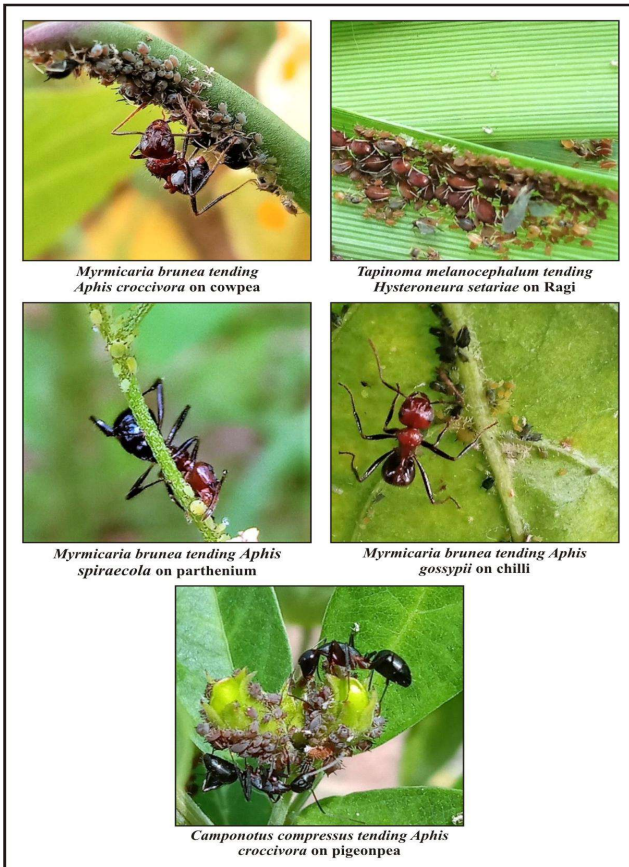 Myrmicaria brunea tending
Aphis croccivora on cowpea
Tapinoma melanocephalum tending
Hysteroneura setariae on Ragi
Myrmicaria brunea tending Aphis
spiraecola on parthenium
Myrmicaria brunea tending Aphis
gossypii on chilli
Camponotus compressus tending Aphis
croccivora on pigeonpea